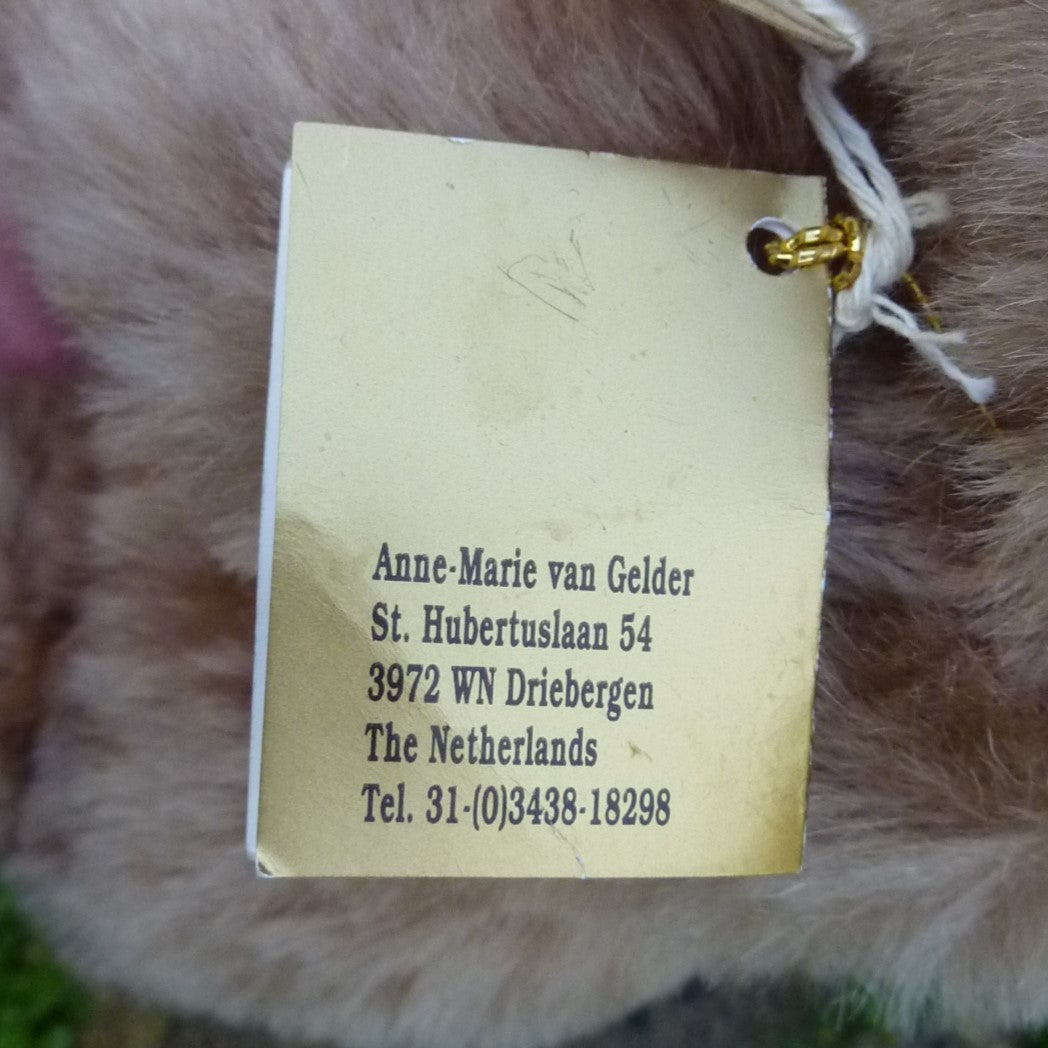 Anne-Marie van Gelder
St. Hubertuslaan 54
3972 WN Driebergen
The Netherlands
Tel. 31-(0)3438-18298